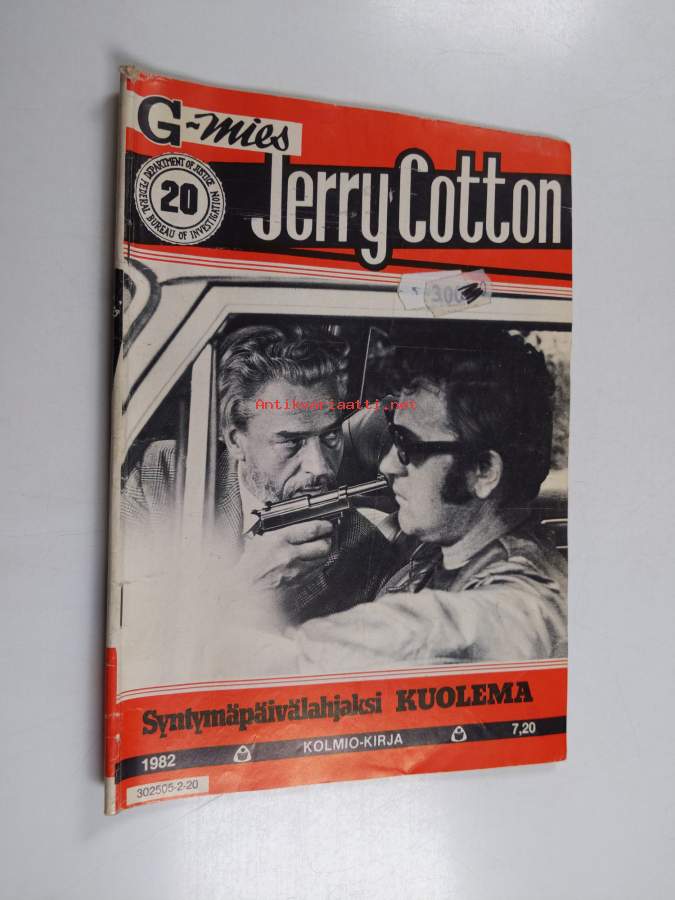 G-mies
DEPARTMENT OF JUSTICE
20
FEDERAL BUREAU OF INVESTIGATION
Jerry Cotton
Antikvariaatti.net
Syntymäpäivälahjaksi KUOLEMA
1982 KOLMIO-KIRJA 7,20
302505-2-20